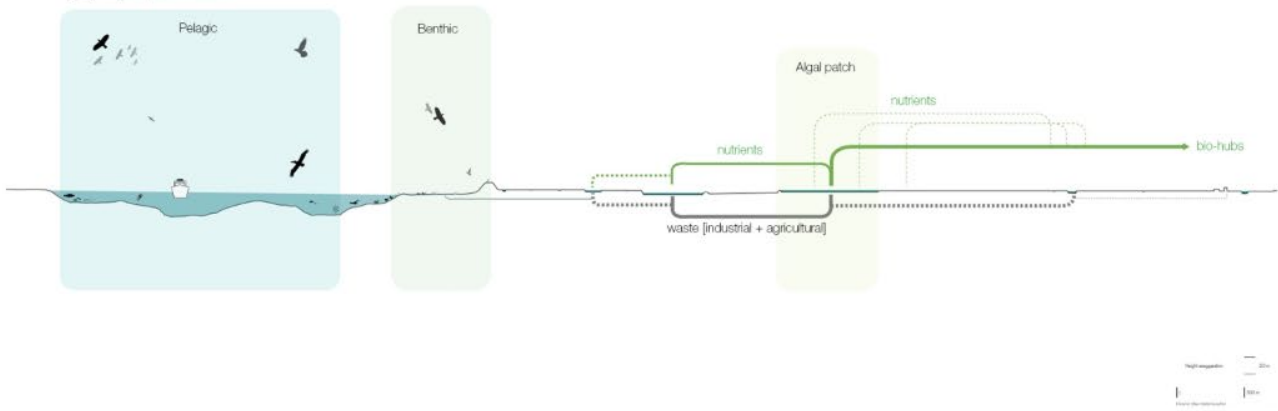 Pelagic
Benthic
Algal patch
nutrients
nutrients
bio-hubs
waste [industrial + agricultural]